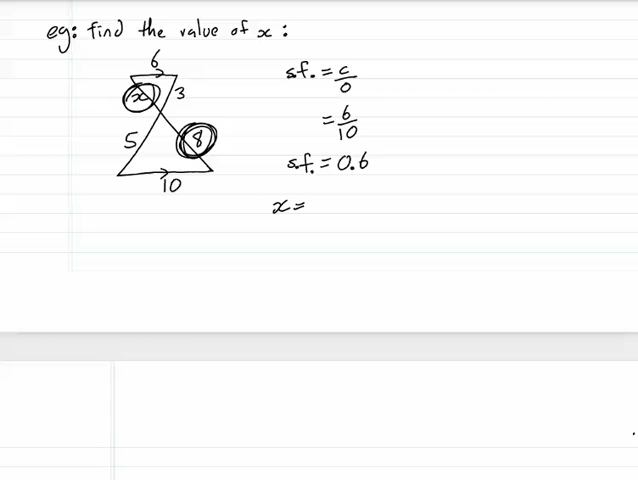 eg: find the value of x:
6
x
3
5
8
10
s.f. = c/o
= 6/10
s.f. = 0.6
x =